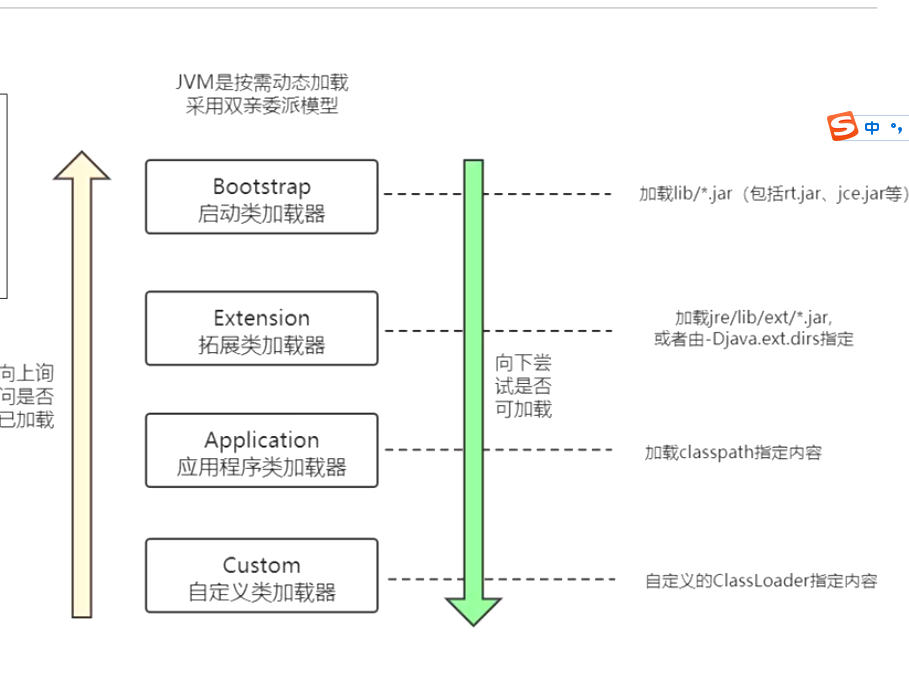 JVM是按需动态加载
采用双亲委派模型
中 °，
Bootstrap
启动类加载器
加载lib/*.jar（包括rt.jar、jce.jar等）
Extension
拓展类加载器
加载jre/lib/ext/*.jar,
或者由-Djava.ext.dirs指定
向上询
问是否
已加载
向下尝
试是否
可加载
Application
应用程序类加载器
加载classpath指定内容
Custom
自定义类加载器
自定义的ClassLoader指定内容